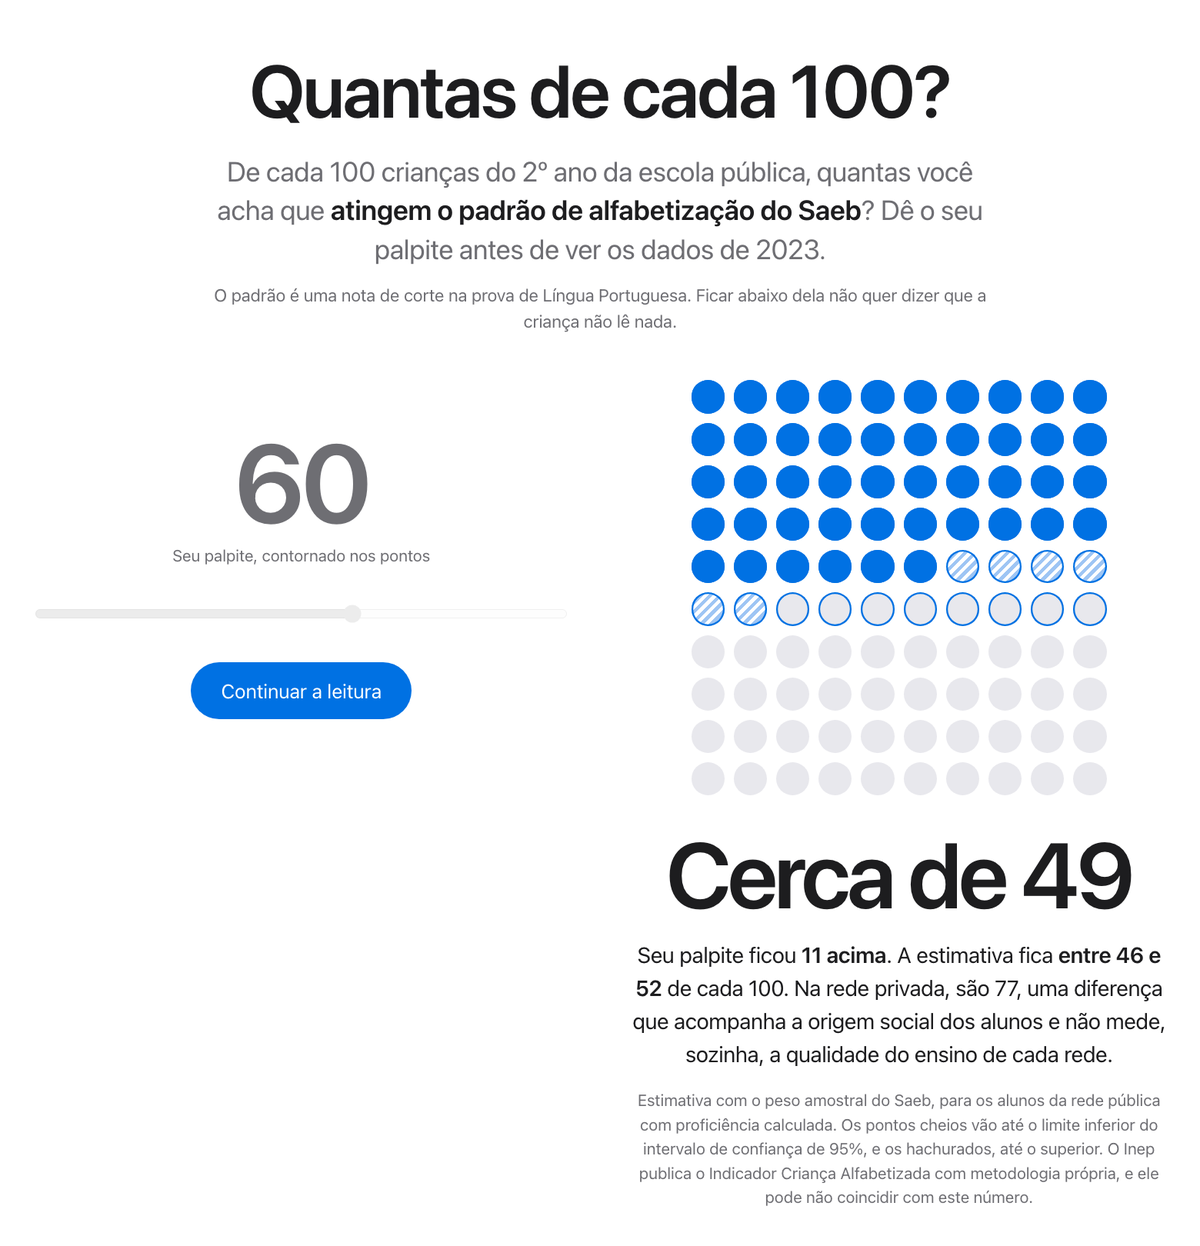 Quantas de cada 100?
De cada 100 crianças do 2º ano da escola pública, quantas você
acha que atingem o padrão de alfabetização do Saeb? Dê o seu
palpite antes de ver os dados de 2023.
O padrão é uma nota de corte na prova de Língua Portuguesa. Ficar abaixo dela não quer dizer que a
criança não lê nada.
60
Seu palpite, contornado nos pontos
Continuar a leitura
Cerca de 49
Seu palpite ficou 11 acima. A estimativa fica entre 46 e
52 de cada 100. Na rede privada, são 77, uma diferença
que acompanha a origem social dos alunos e não mede,
sozinha, a qualidade do ensino de cada rede.
Estimativa com o peso amostral do Saeb, para os alunos da rede pública
com proficiência calculada. Os pontos cheios vão até o limite inferior do
intervalo de confiança de 95%, e os hachurados, até o superior. O Inep
publica o Indicador Criança Alfabetizada com metodologia própria, e ele
pode não coincidir com este número.